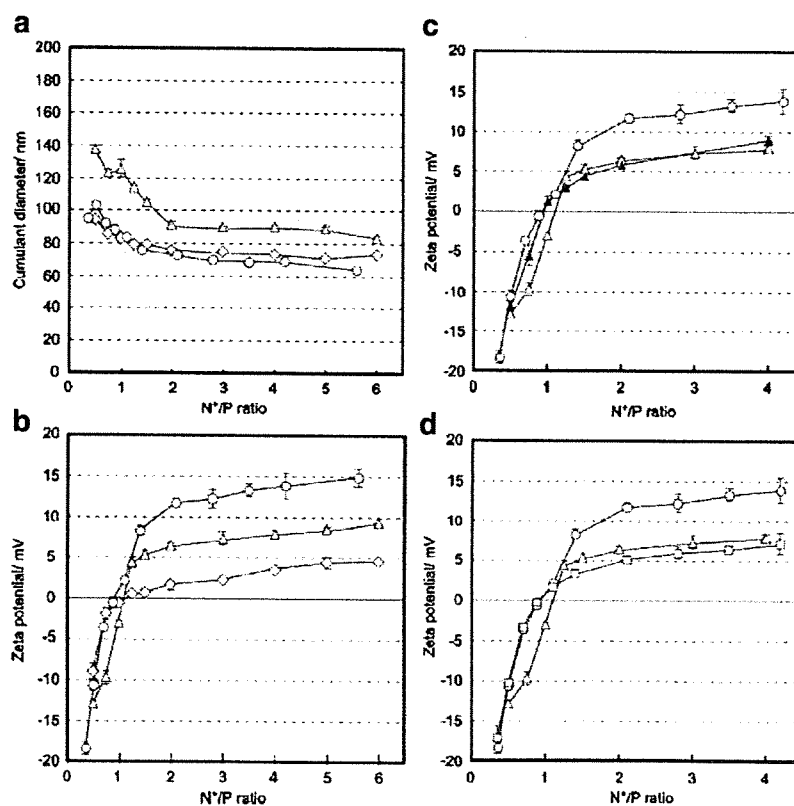 a
200
180
160
140
120
100
80
60
40
20
0
Cumulant diameter/ nm
0 1 2 3 4 5 6
N⁺/P ratio
c
20
15
10
5
0
-5
-10
-15
-20
Zeta potential/ mV
0 1 2 3 4
N⁺/P ratio
b
20
15
10
5
0
-5
-10
-15
-20
Zeta potential/ mV
0 1 2 3 4 5 6
N⁺/P ratio
d
20
15
10
5
0
-5
-10
-15
-20
Zeta potential/ mV
0 1 2 3 4
N⁺/P ratio